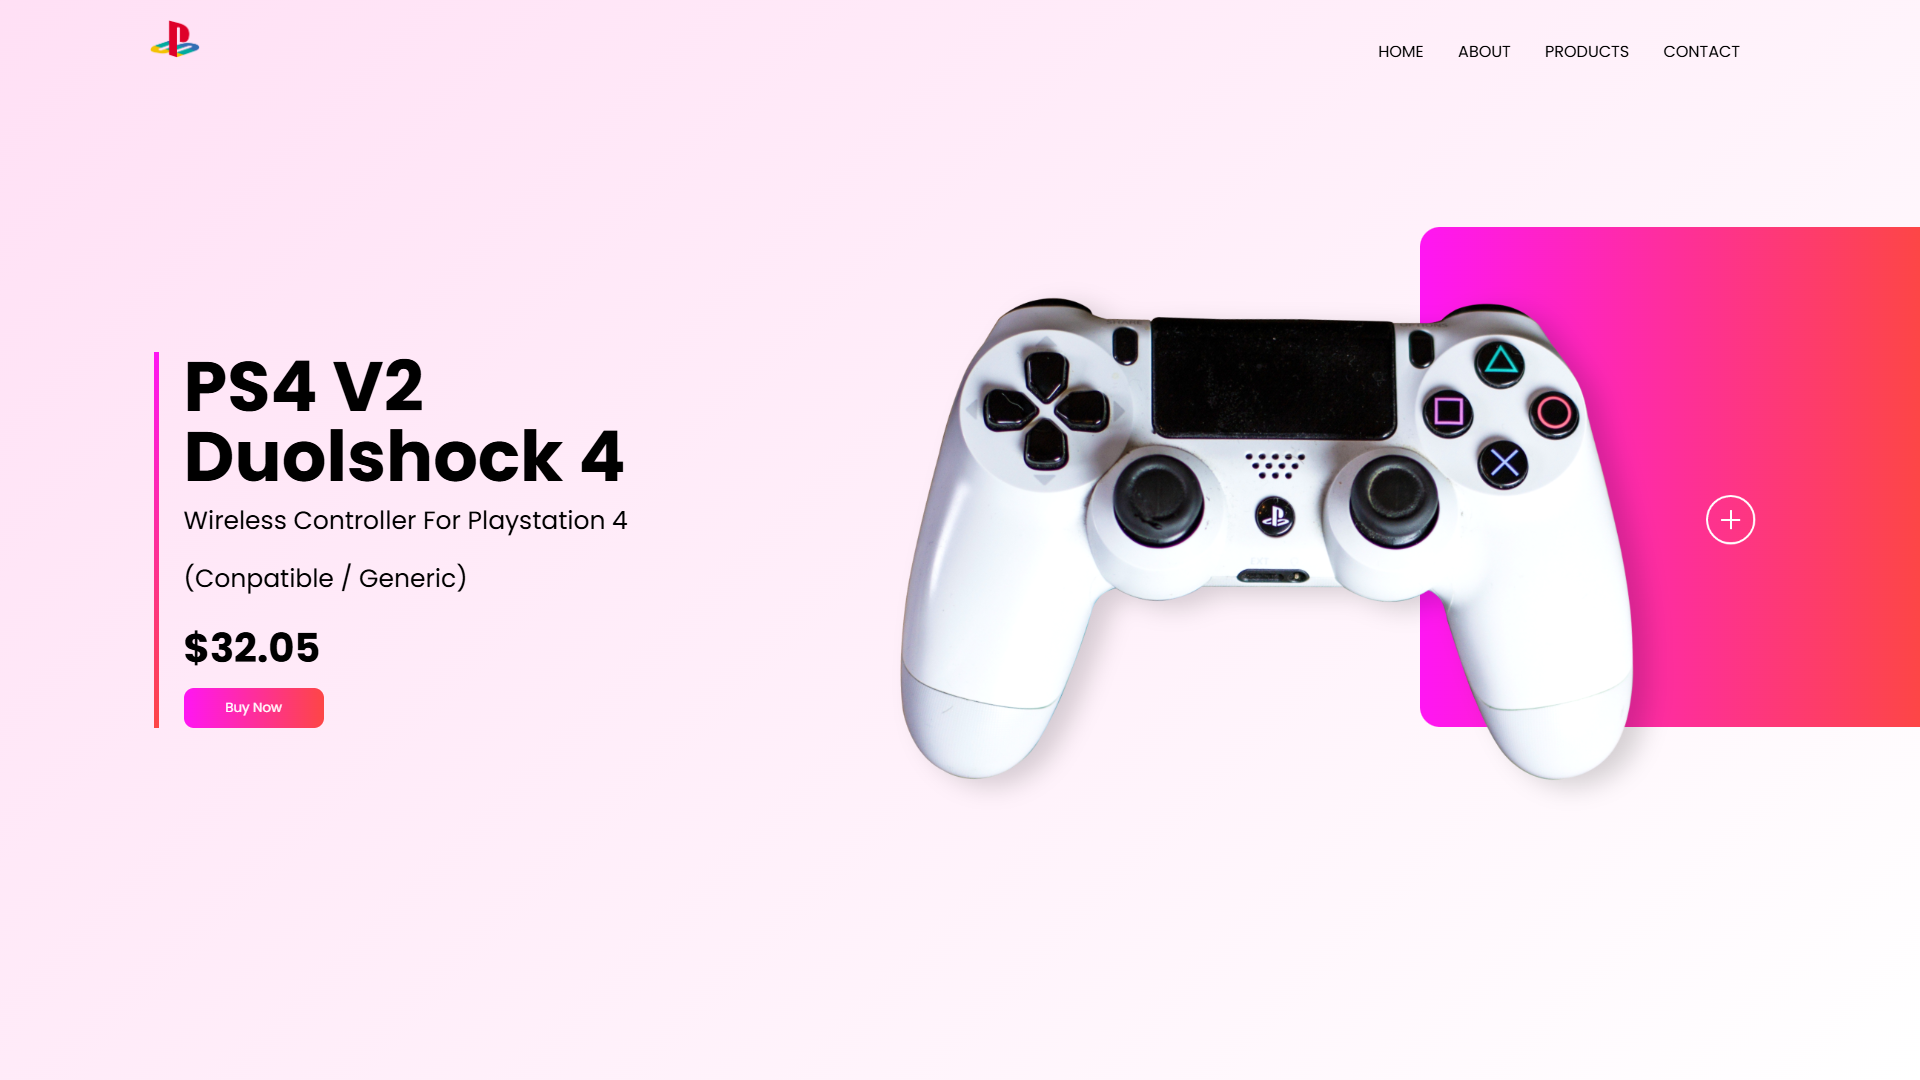 HOME ABOUT PRODUCTS CONTACT
PS4 V2
Duolshock 4
Wireless Controller For Playstation 4
(Conpatible / Generic)
$32.05
Buy Now